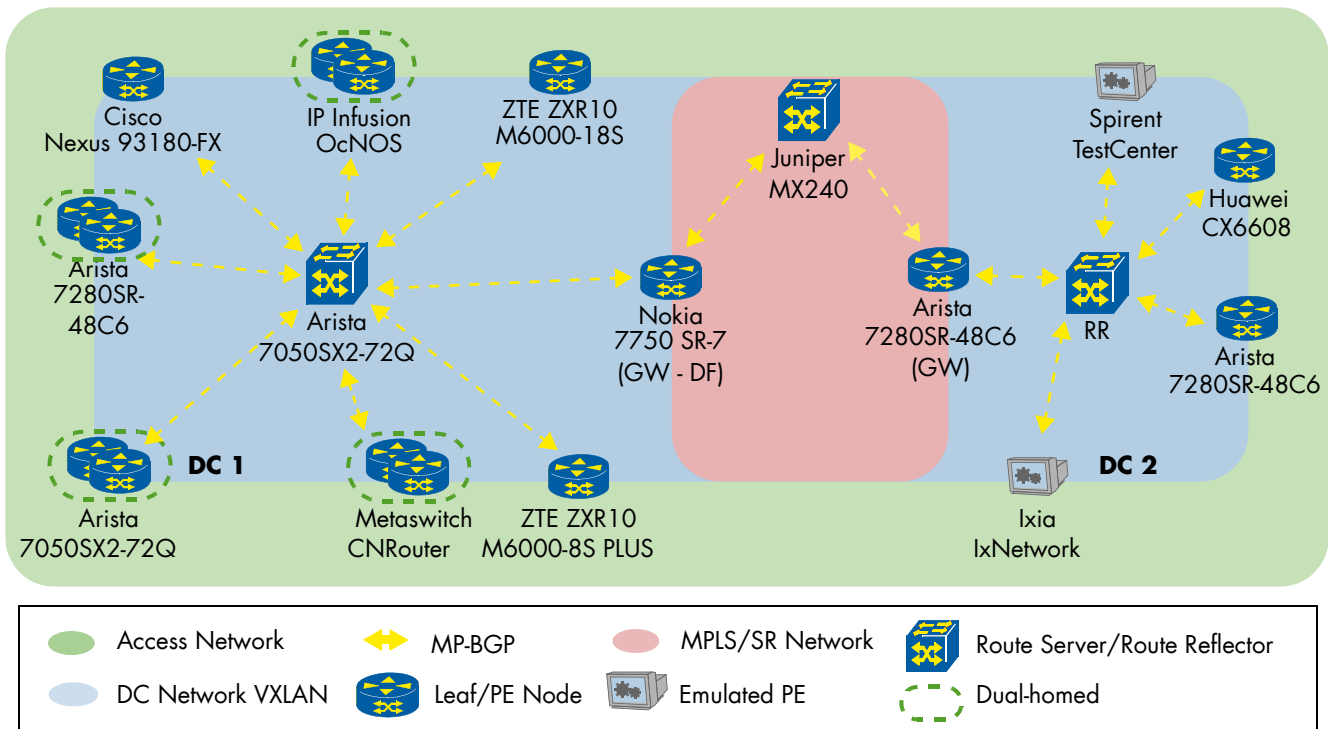 Cisco
Nexus 93180-FX
IP Infusion
OcNOS
ZTE ZXR10
M6000-18S
Juniper
MX240
Spirent
TestCenter
Huawei
CX6608
Arista
7280SR-
48C6
Arista
7050SX2-72Q
Nokia
7750 SR-7
(GW - DF)
Arista
7280SR-48C6
(GW)
RR
Arista
7280SR-48C6
DC 1
DC 2
Arista
7050SX2-72Q
Metaswitch
CNRouter
ZTE ZXR10
M6000-8S PLUS
Ixia
IxNetwork
Access Network
MP-BGP
MPLS/SR Network
Route Server/Route Reflector
DC Network VXLAN
Leaf/PE Node
Emulated PE
Dual-homed